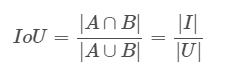 IoU = |A ∩ B| / |A ∪ B| = |I| / |U|